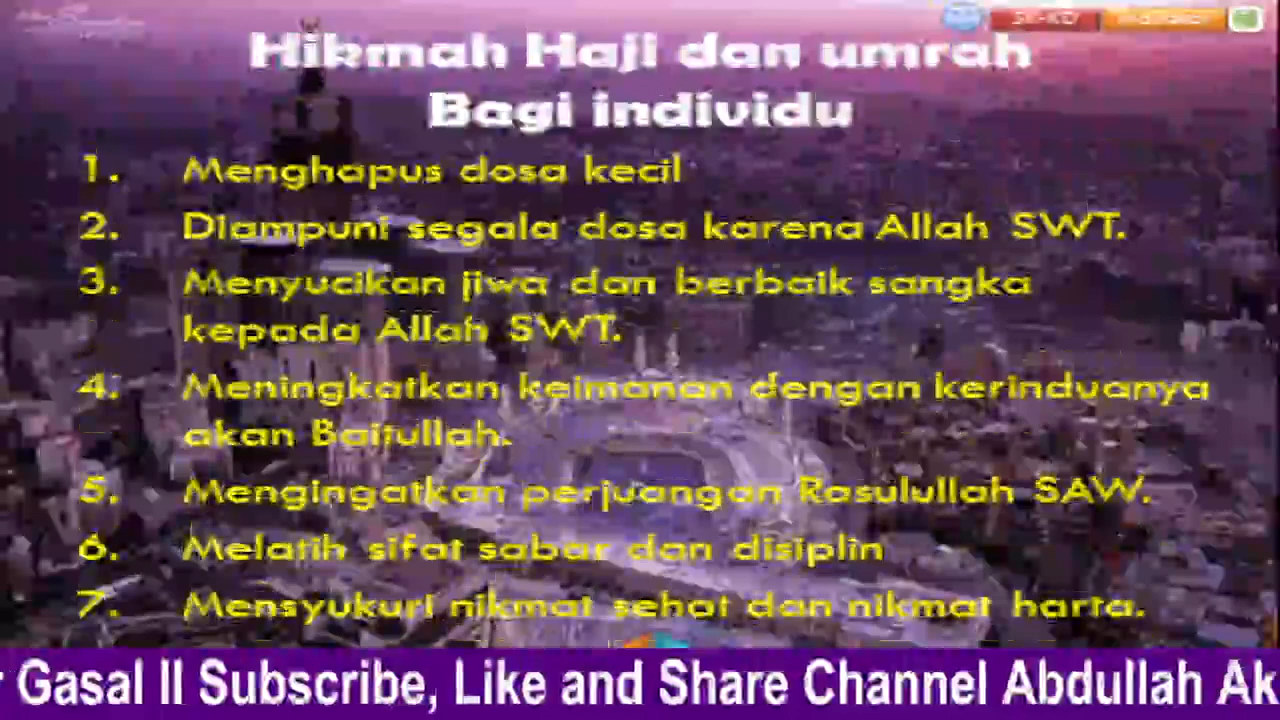 SK-KD
Hikmah Haji dan umrah
Bagi individu
1. Menghapus dosa kecil
2. Diampuni segala dosa karena Allah SWT.
3. Menyucikan jiwa dan berbaik sangka
kepada Allah SWT.
4. Meningkatkan keimanan dengan kerinduanya
akan Baitullah.
5. Mengingatkan perjuangan Rasulullah SAW.
6. Melatih sifat sabar dan disiplin
7. Mensyukuri nikmat sehat dan nikmat harta.
r Gasal II Subscribe, Like and Share Channel Abdullah Ak